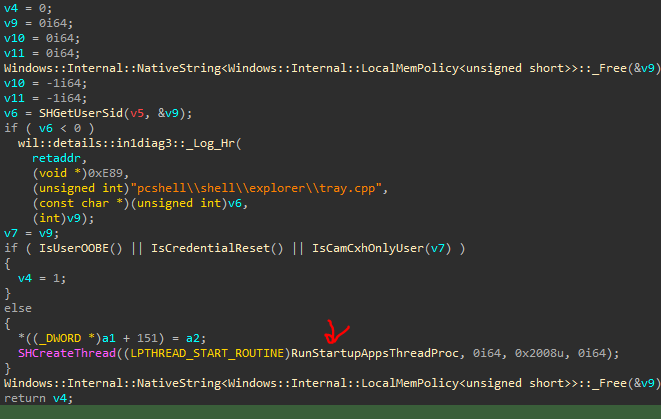 v4 = 0;
v9 = 0i64;
v10 = 0i64;
v11 = 0i64;
Windows::Internal::NativeString<Windows::Internal::LocalMemPolicy<unsigned short>>::_Free(&v9)
v10 = -1i64;
v11 = -1i64;
v6 = SHGetUserSid(v5, &v9);
if ( v6 < 0 )
wil::details::in1diag3::_Log_Hr(
retaddr,
(void *)0xE89,
(unsigned int)"pcshell\\shell\\explorer\\tray.cpp",
(const char *)(unsigned int)v6,
(int)v9);
v7 = v9;
if ( IsUserOOBE() || IsCredentialReset() || IsCamCxhOnlyUser(v7) )
{
v4 = 1;
}
else
{
*((_DWORD *)a1 + 151) = a2;
SHCreateThread((LPTHREAD_START_ROUTINE)RunStartupAppsThreadProc, 0i64, 0x2008u, 0i64);
}
Windows::Internal::NativeString<Windows::Internal::LocalMemPolicy<unsigned short>>::_Free(&v9)
return v4;